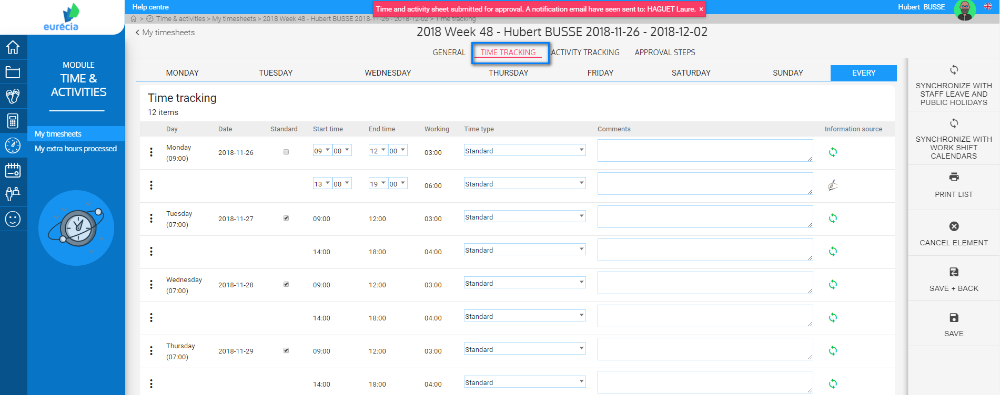 eurécia
Help centre
Time and activity sheet submitted for approval. A notification email have seen sent to: HAGUET Laure. ×
Hubert BUSSE
> Time & activities > My timesheets > 2018 Week 48 - Hubert BUSSE 2018-11-26 - 2018-12-02 > Time tracking
< My timesheets
2018 Week 48 - Hubert BUSSE 2018-11-26 - 2018-12-02
GENERAL TIME TRACKING ACTIVITY TRACKING APPROVAL STEPS
MODULE
TIME &
ACTIVITIES
My timesheets
My extra hours processed
MONDAY TUESDAY WEDNESDAY THURSDAY FRIDAY SATURDAY SUNDAY EVERY
Time tracking
12 items
Day Date Standard Start time End time Working Time type Comments Information source
Monday
(09:00)
2018-11-26 09 00 12 00 03:00 Standard
13 00 19 00 06:00 Standard
Tuesday
(07:00)
2018-11-27 09:00 12:00 03:00 Standard
14:00 18:00 04:00 Standard
Wednesday
(07:00)
2018-11-28 09:00 12:00 03:00 Standard
14:00 18:00 04:00 Standard
Thursday
(07:00)
2018-11-29 09:00 12:00 03:00 Standard
14:00 18:00 04:00 Standard
SYNCHRONIZE WITH
STAFF LEAVE AND
PUBLIC HOLIDAYS
SYNCHRONIZE WITH
WORK SHIFT
CALENDARS
PRINT LIST
CANCEL ELEMENT
SAVE + BACK
SAVE